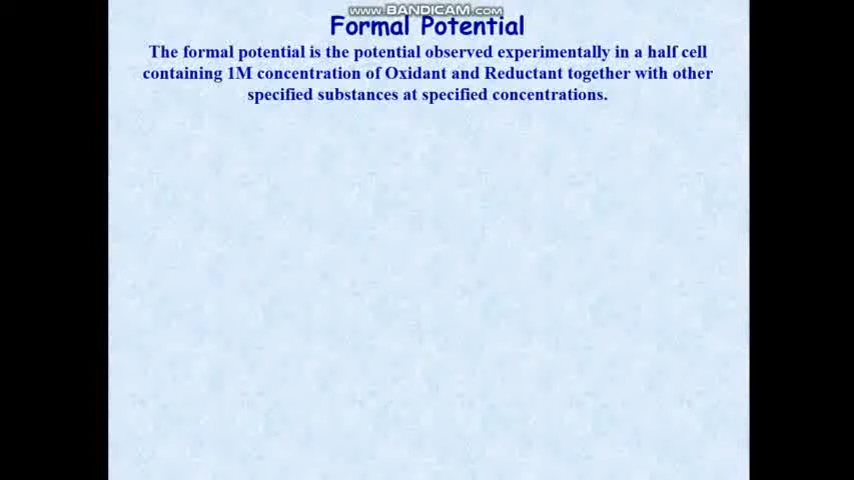 www.BANDICAM.com
Formal Potential
The formal potential is the potential observed experimentally in a half cell
containing 1M concentration of Oxidant and Reductant together with other
specified substances at specified concentrations.